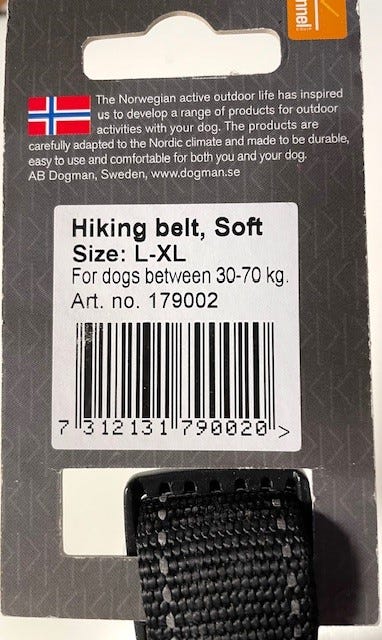 nnel
The Norwegian active outdoor life has inspired
us to develop a range of products for outdoor
activities with your dog. The products are
carefully adapted to the Nordic climate and made to be durable,
easy to use and comfortable for both you and your dog.
AB Dogman, Sweden, www.dogman.se
Hiking belt, Soft
Size: L-XL
For dogs between 30-70 kg.
Art. no. 179002
7 312131 790020 >